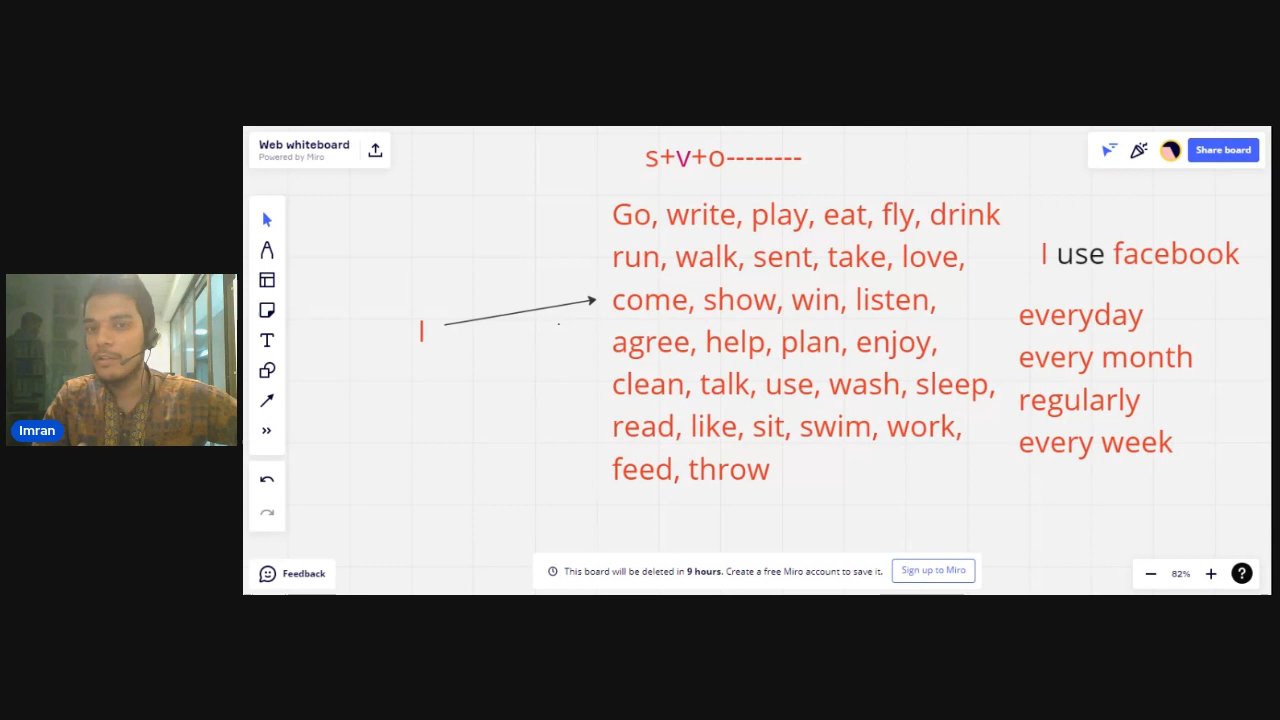 Web whiteboard
Powered by Miro
s+v+o--------
Share board
Go, write, play, eat, fly, drink
run, walk, sent, take, love,
come, show, win, listen,
agree, help, plan, enjoy,
clean, talk, use, wash, sleep,
read, like, sit, swim, work,
feed, throw
I
I use facebook
everyday
every month
regularly
every week
Imran
Feedback
This board will be deleted in 9 hours. Create a free Miro account to save it.
Sign up to Miro
82%
?